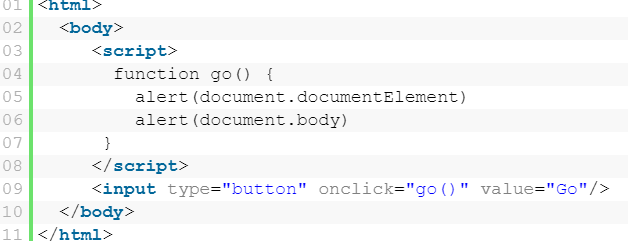 01 <html>
02   <body>
03     <script>
04       function go() {
05         alert(document.documentElement)
06         alert(document.body)
07      }
08     </script>
09     <input type="button" onclick="go()" value="Go"/>
10   </body>
11 </html>